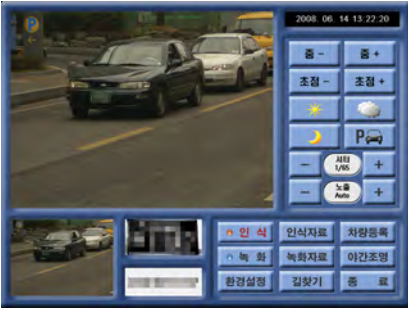 P
2008. 06. 14 13:22:20
줌 - 줌 +
초점 - 초점 +
P
- 셔터 1/65 +
- 노출 Auto +
인 식 인식자료 차량등록
녹 화 녹화자료 야간조명
환경설정 길찾기 종 료